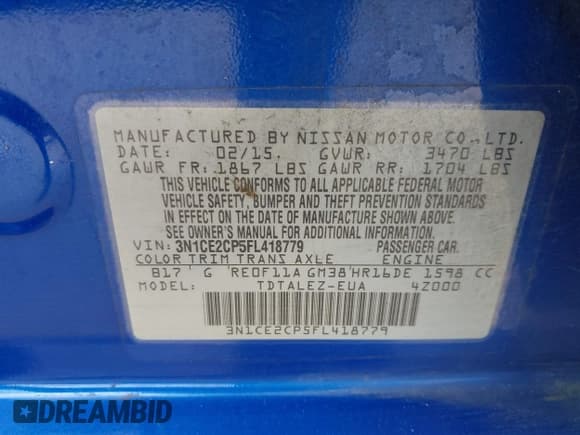 MANUFACTURED BY NISSAN MOTOR CO., LTD.
DATE: 02/15. GVWR: 3470 LBS
GAWR FR: 1867 LBS GAWR RR: 1704 LBS
THIS VEHICLE CONFORMS TO ALL APPLICABLE FEDERAL MOTOR
VEHICLE SAFETY, BUMPER AND THEFT PREVENTION STANDARDS
IN EFFECT ON THE DATE OF MANUFACTURE SHOWN ABOVE.
SEE OWNER'S MANUAL FOR ADDITIONAL INFORMATION.
VIN: 3N1CE2CP5FL418779 PASSENGER CAR.
COLOR TRIM TRANS AXLE ENGINE
B17 G RE0F11A GM38 HR16DE 1598 CC
MODEL: TDTALEZ-EUA 4Z000
3N1CE2CP5FL418779
DREAMBID